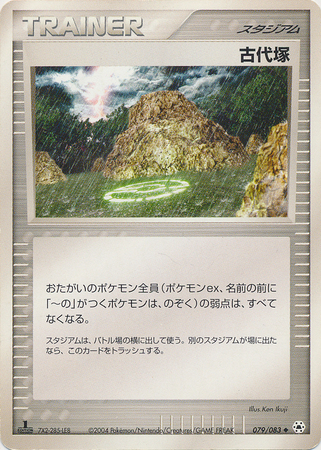 TRAINER
スタジアム
古代塚
おたがいのポケモン全員(ポケモンex、名前の前に
「〜の」がつくポケモンは、のぞく)の弱点は、すべて
なくなる。
スタジアムは、バトル場の横に出して使う。別のスタジアムが場に出た
なら、このカードをトラッシュする。
Illus.Ken Ikuji
1 7X2-285-LE8 ©2004 Pokémon/Nintendo/Creatures/GAME FREAK 079/083 ◆